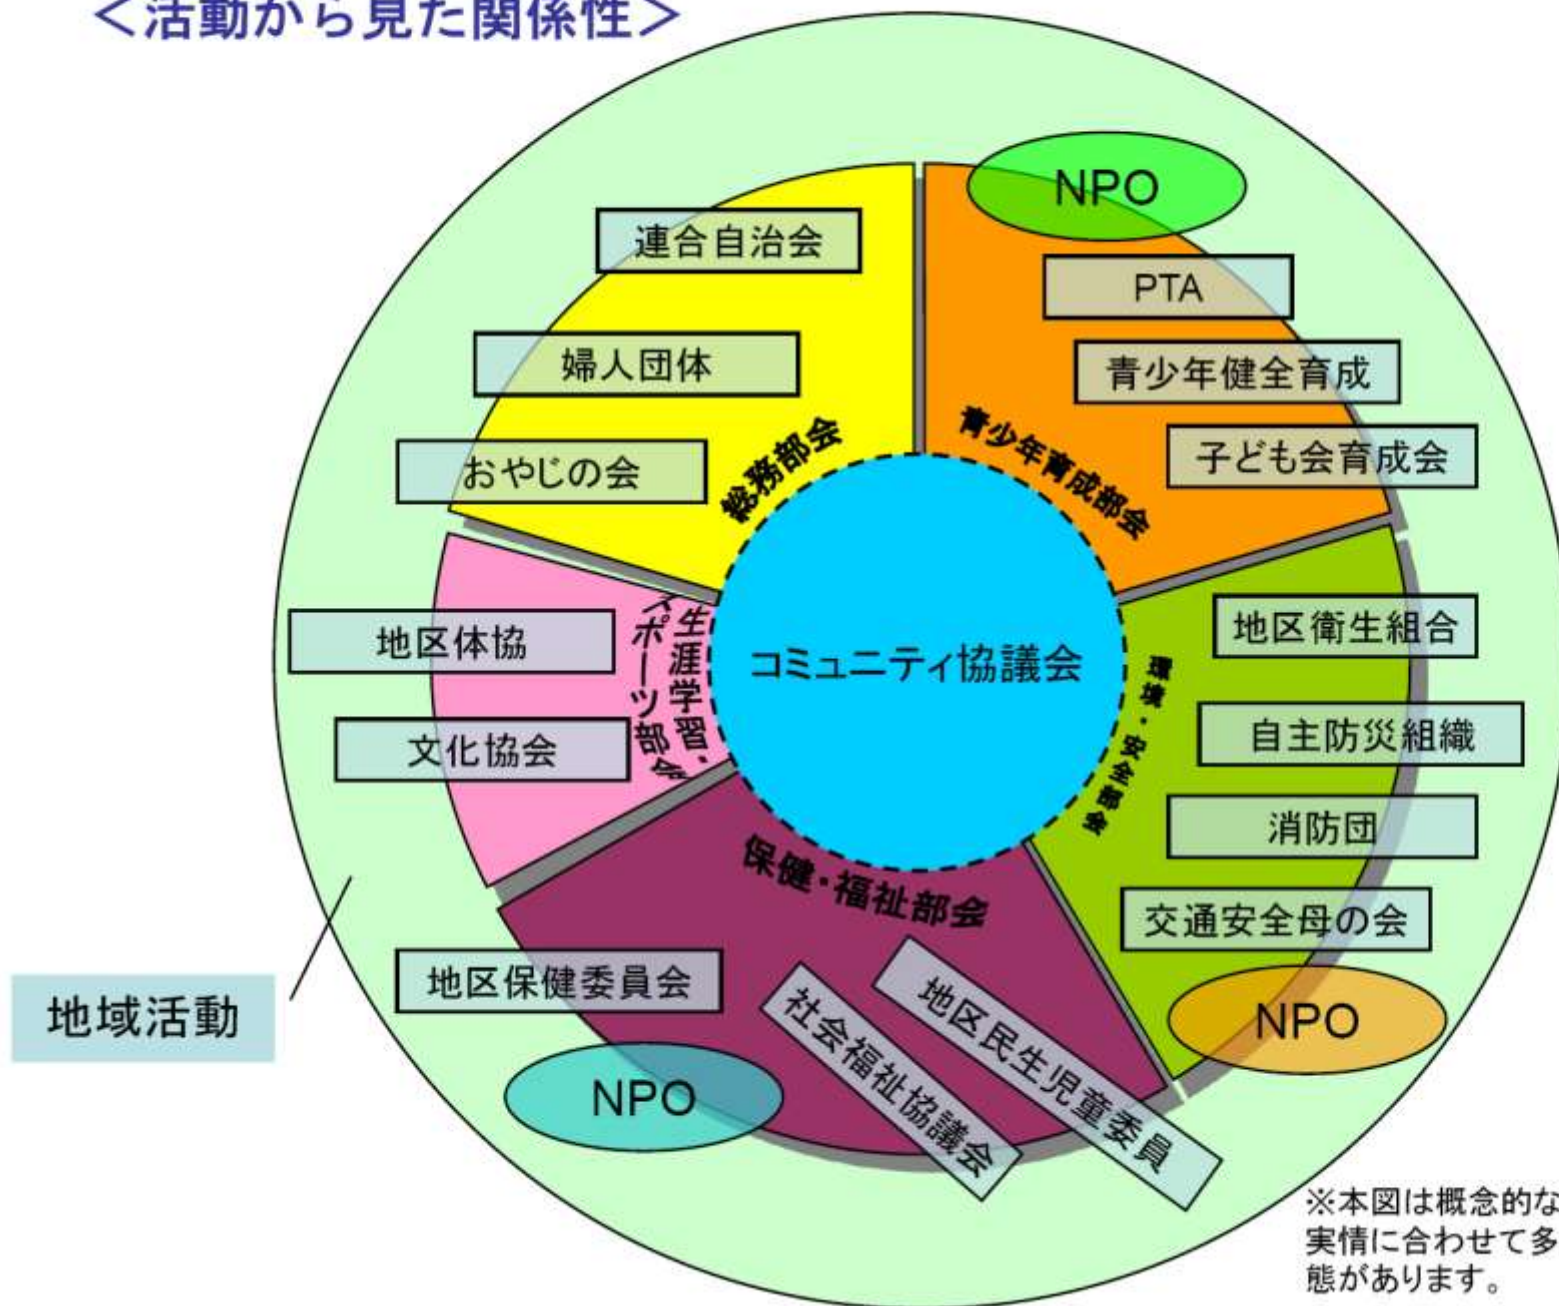 ＜活動から見た関係性＞
NPO
連合自治会
PTA
婦人団体
青少年健全育成
おやじの会
子ども会育成会
総務部会
青少年育成部会
地区体協
文化協会
生涯学習・
スポーツ部会
コミュニティ協議会
環境・安全部会
地区衛生組合
自主防災組織
消防団
交通安全母の会
保健・福祉部会
地区保健委員会
社会福祉協議会
地区民生児童委員
NPO
NPO
地域活動
※本図は概念的な
実情に合わせて多
態があります。